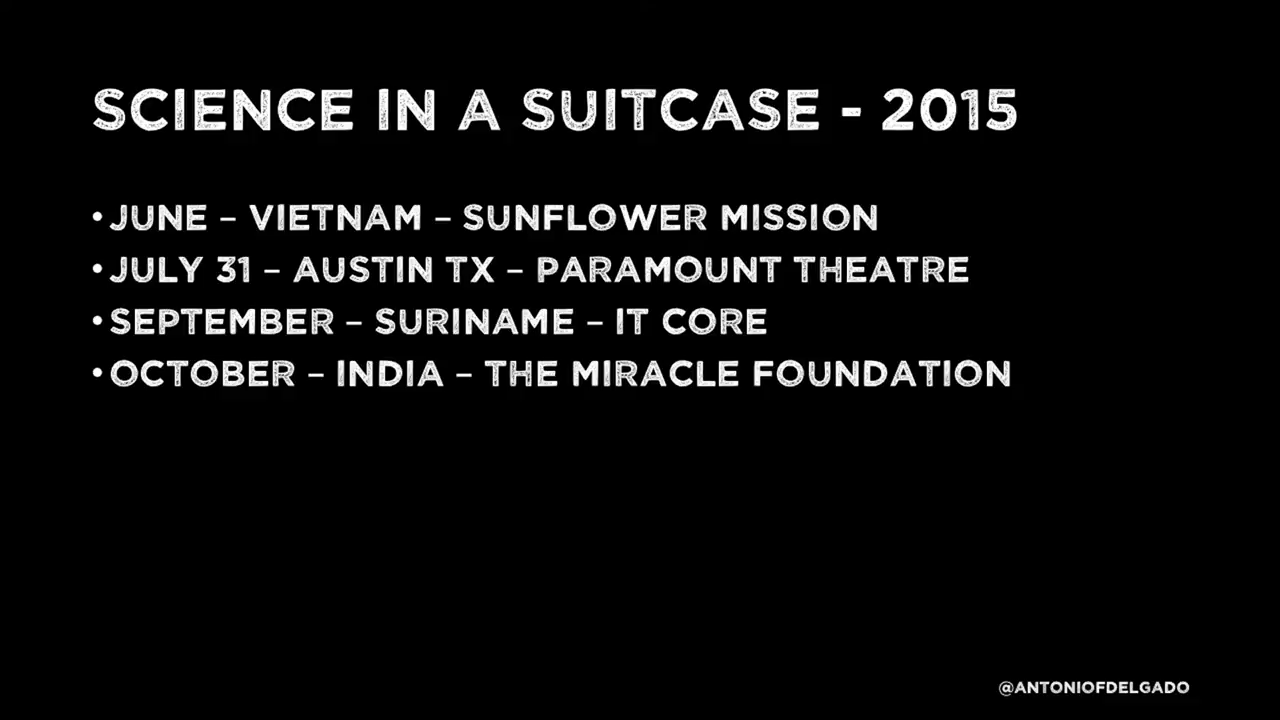 SCIENCE IN A SUITCASE - 2015
• JUNE – VIETNAM – SUNFLOWER MISSION
• JULY 31 – AUSTIN TX – PARAMOUNT THEATRE
• SEPTEMBER – SURINAME – IT CORE
• OCTOBER – INDIA – THE MIRACLE FOUNDATION
@ANTONIOFDELGADO